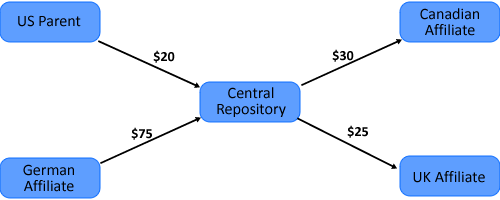 US Parent
Canadian
Affiliate
$20
$30
Central
Repository
$75
$25
German
Affiliate
UK Affiliate